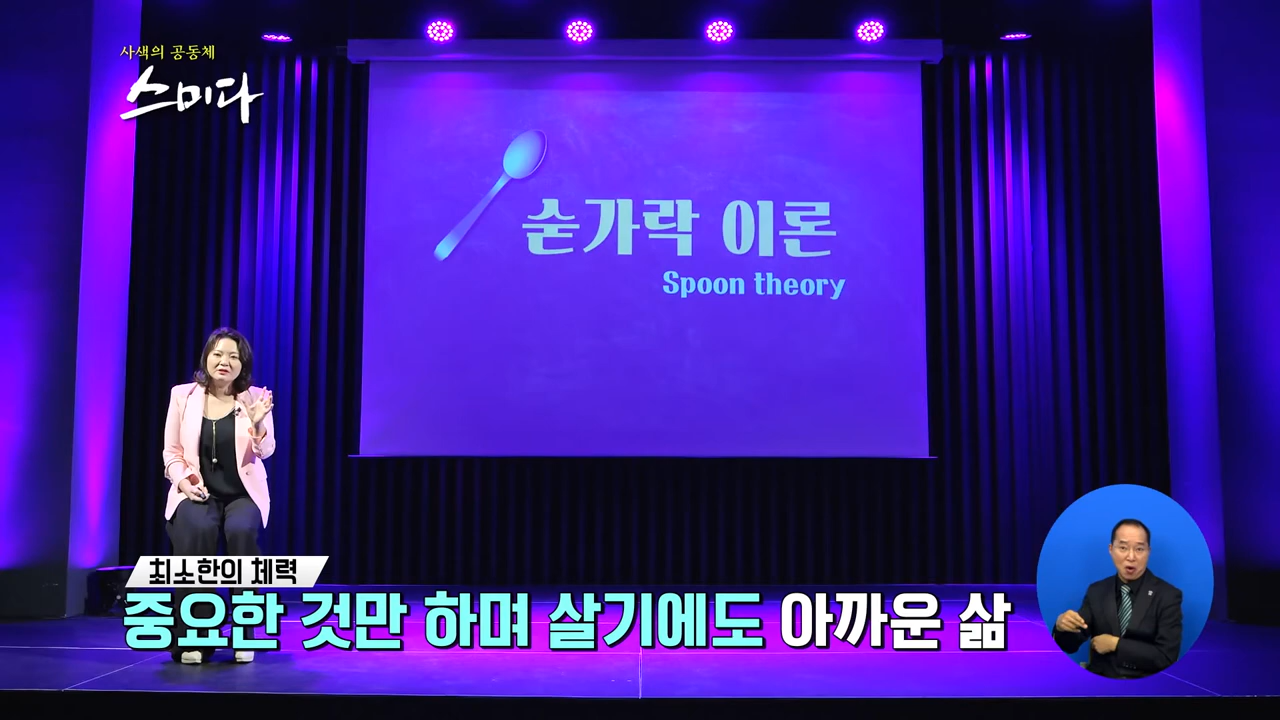 사색의 공동체
스미다
숟가락 이론
Spoon theory
최소한의 체력
중요한 것만 하며 살기에도 아까운 삶